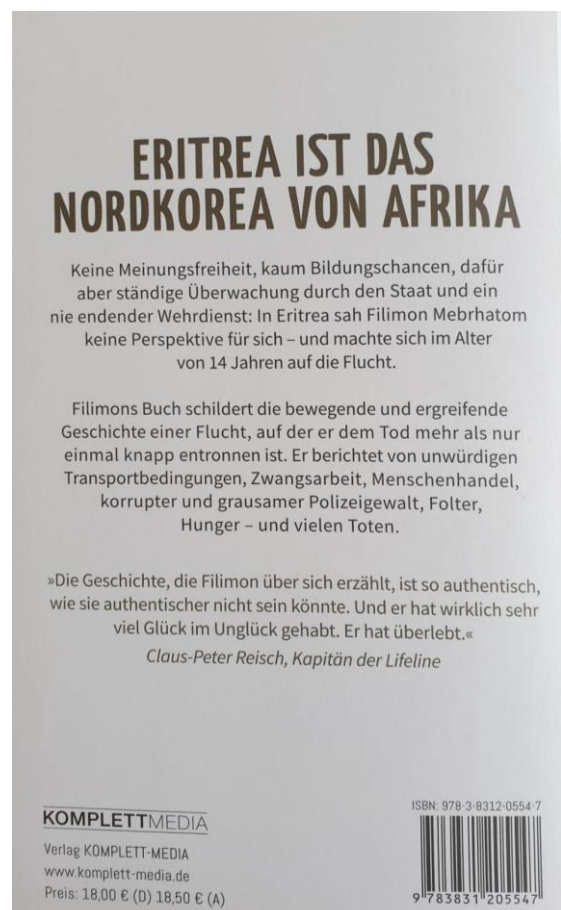 ERITREA IST DAS
NORDKOREA VON AFRIKA
Keine Meinungsfreiheit, kaum Bildungschancen, dafür
aber ständige Überwachung durch den Staat und ein
nie endender Wehrdienst: In Eritrea sah Filimon Mebrhatom
keine Perspektive für sich – und machte sich im Alter
von 14 Jahren auf die Flucht.
Filimons Buch schildert die bewegende und ergreifende
Geschichte einer Flucht, auf der er dem Tod mehr als nur
einmal knapp entronnen ist. Er berichtet von unwürdigen
Transportbedingungen, Zwangsarbeit, Menschenhandel,
korrupter und grausamer Polizeigewalt, Folter,
Hunger – und vielen Toten.
»Die Geschichte, die Filimon über sich erzählt, ist so authentisch,
wie sie authentischer nicht sein könnte. Und er hat wirklich sehr
viel Glück im Unglück gehabt. Er hat überlebt.«
Claus-Peter Reisch, Kapitän der Lifeline
KOMPLETTMEDIA
Verlag KOMPLETT-MEDIA
www.komplett-media.de
Preis: 18,00 € (D) 18,50 € (A)
ISBN: 978-3-8312-0554-7
9 783831 205547